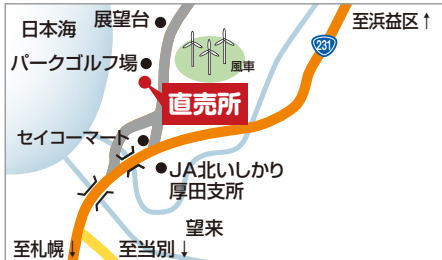 展望台
至浜益区↑
日本海
231
パークゴルフ場
風車
直売所
セイコーマート
JA北いしかり
厚田支所
望来
至札幌↓
至当別↓